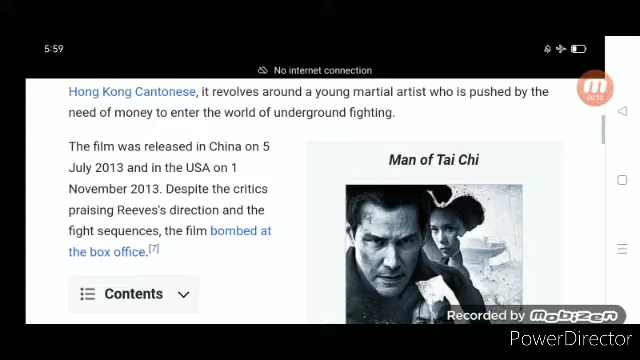 5:59
No internet connection
Hong Kong Cantonese, it revolves around a young martial artist who is pushed by the
need of money to enter the world of underground fighting.
The film was released in China on 5
July 2013 and in the USA on 1
November 2013. Despite the critics
praising Reeves's direction and the
fight sequences, the film bombed at
the box office.[7]
Contents
Man of Tai Chi
Recorded by Mobizen
PowerDirector